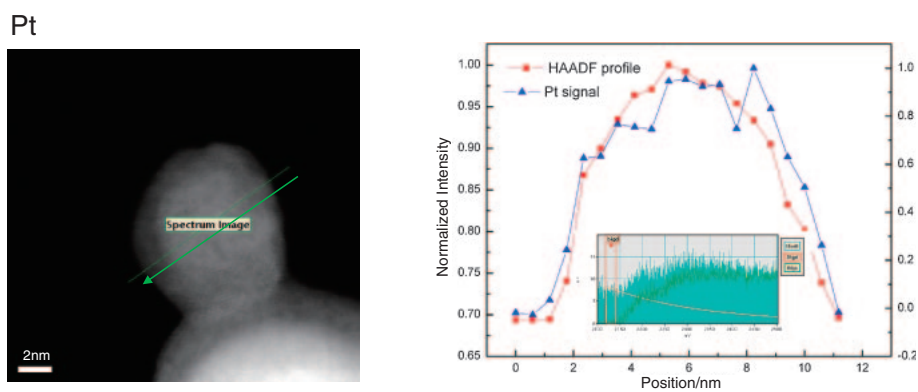 Pt
Spectrum Image
2nm
HAADF profile
Pt signal
Normalized Intensity
1.00
0.95
0.90
0.85
0.80
0.75
0.70
0.65
1.0
0.8
0.6
0.4
0.2
0.0
-0.2
0 2 4 6 8 10 12
Position/nm